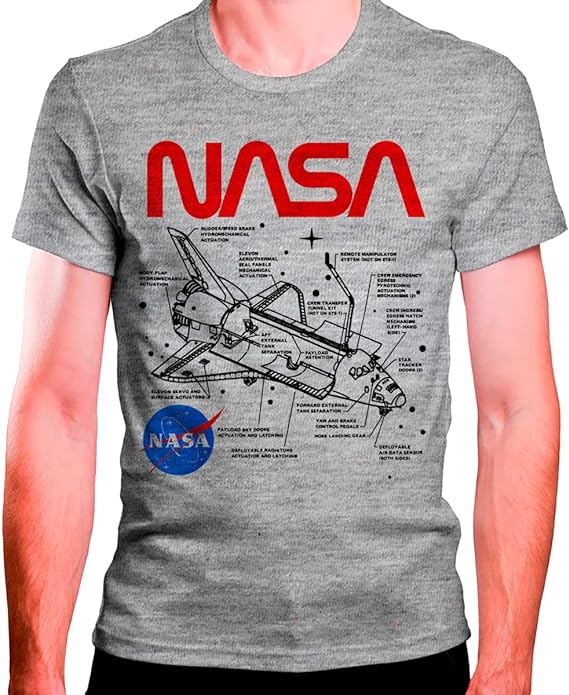 NASA
RUDDER/SPEED BRAKE
HYDROMECHANICAL
ACTUATION
ELEVON
AERO/THERMAL
SEAL PANELS
MECHANICAL
ACTUATION
REMOTE MANIPULATOR
SYSTEM (NOT ON STS-1)
BODY FLAP
HYDROMECHANICAL
ACTUATION
CREW EMERGENCY
EGRESS
PYROTECHNIC
ACTUATION
MECHANISMS (2)
CREW TRANSFER
TUNNEL KIT
(NOT ON STS-1)
CREW INGRESS/
EGRESS HATCH
MECHANISM
(LEFT-HAND
SIDE)
AFT
EXTERNAL
TANK
SEPARATION
PAYLOAD
RETENTION
STAR
TRACKER
DOORS (2)
ELEVON SERVO AND
SURFACE ACTUATORS
FORWARD EXTERNAL
TANK SEPARATION
NASA
PAYLOAD BAY DOORS
ACTUATION AND LATCHING
YAW AND BRAKE
CONTROL PEDALS
NOSE LANDING GEAR
DEPLOYABLE RADIATORS
ACTUATION AND LATCHING
DEPLOYABLE
AIR DATA SENSOR
(BOTH SIDES)